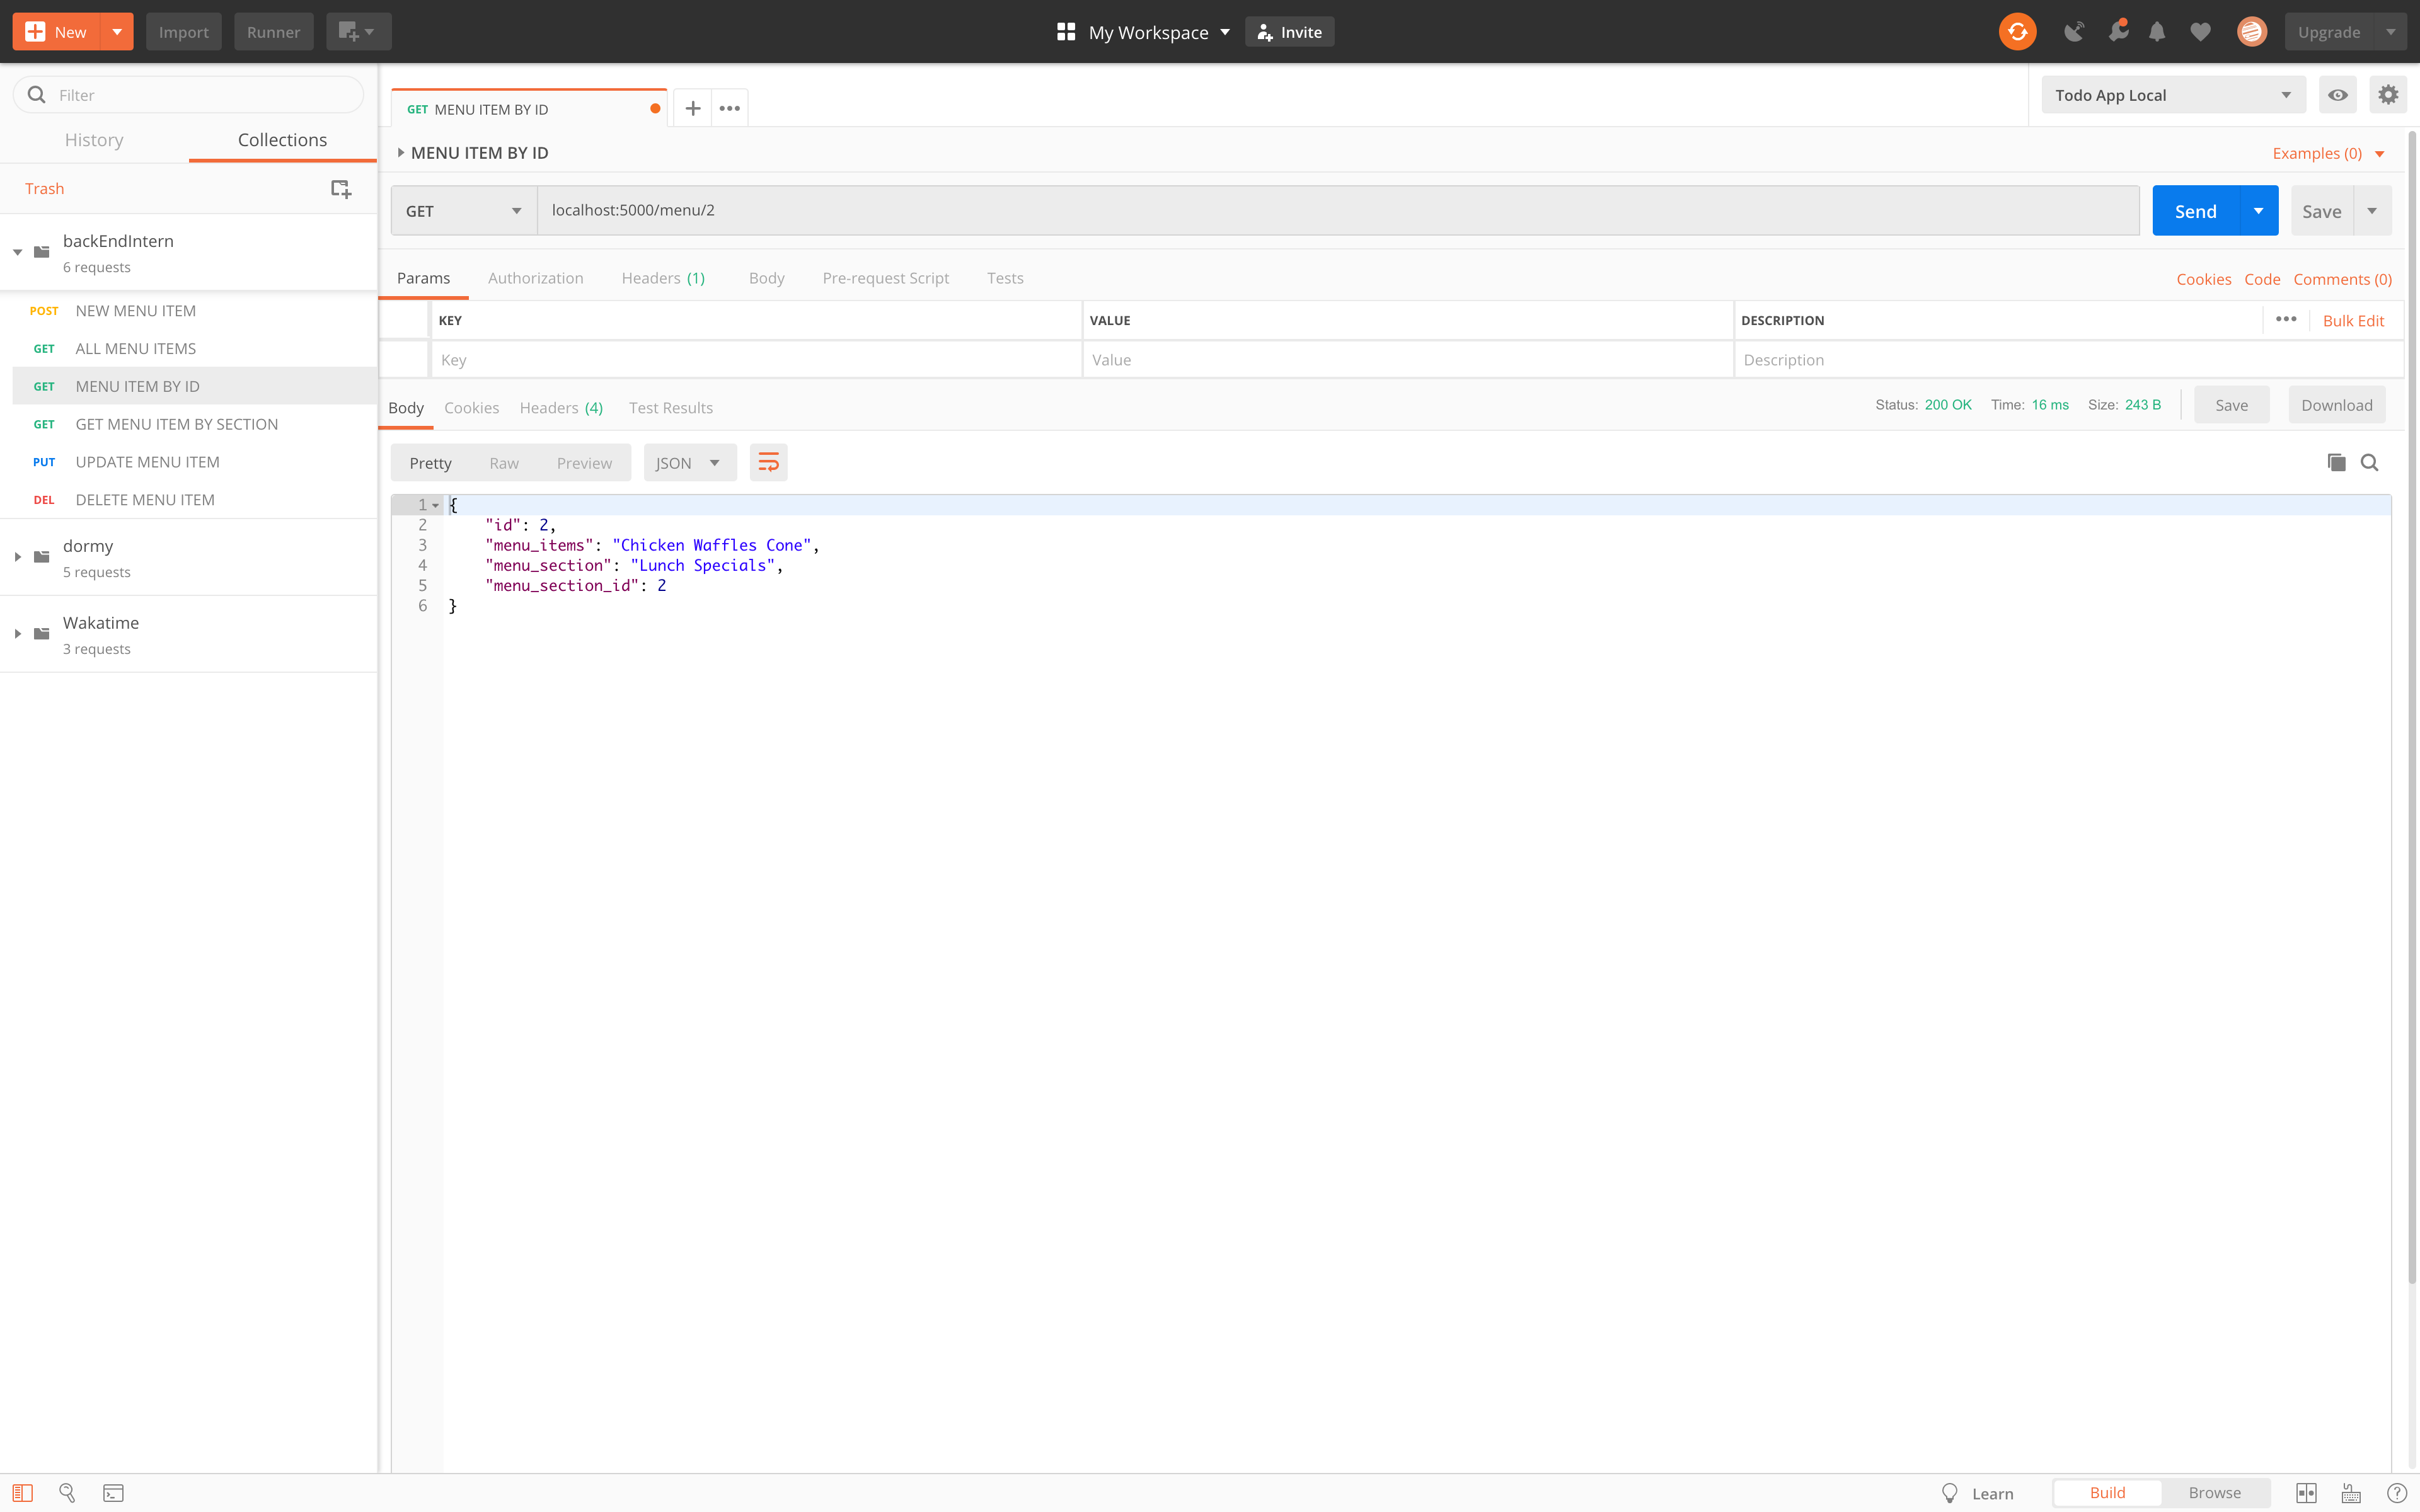 New Import Runner My Workspace Invite Upgrade
Filter
History Collections
Trash
backEndIntern
6 requests
POST NEW MENU ITEM
GET ALL MENU ITEMS
GET MENU ITEM BY ID
GET GET MENU ITEM BY SECTION
PUT UPDATE MENU ITEM
DEL DELETE MENU ITEM
dormy
5 requests
Wakatime
3 requests
GET MENU ITEM BY ID
Todo App Local
MENU ITEM BY ID Examples (0)
GET localhost:5000/menu/2 Send Save
Params Authorization Headers (1) Body Pre-request Script Tests Cookies Code Comments (0)
KEY VALUE DESCRIPTION Bulk Edit
Key Value Description
Body Cookies Headers (4) Test Results Status: 200 OK Time: 16 ms Size: 243 B Save Download
Pretty Raw Preview JSON
1 {
2 "id": 2,
3 "menu_items": "Chicken Waffles Cone",
4 "menu_section": "Lunch Specials",
5 "menu_section_id": 2
6 }
Learn Build Browse